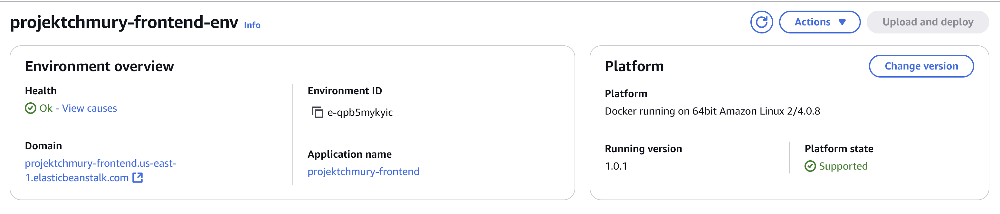 projektchmury-frontend-env Info
Actions
Upload and deploy
Environment overview
Health
Ok - View causes
Domain
projektchmury-frontend.us-east-
1.elasticbeanstalk.com
Environment ID
e-qpb5mykyic
Application name
projektchmury-frontend
Platform
Change version
Platform
Docker running on 64bit Amazon Linux 2/4.0.8
Running version
1.0.1
Platform state
Supported